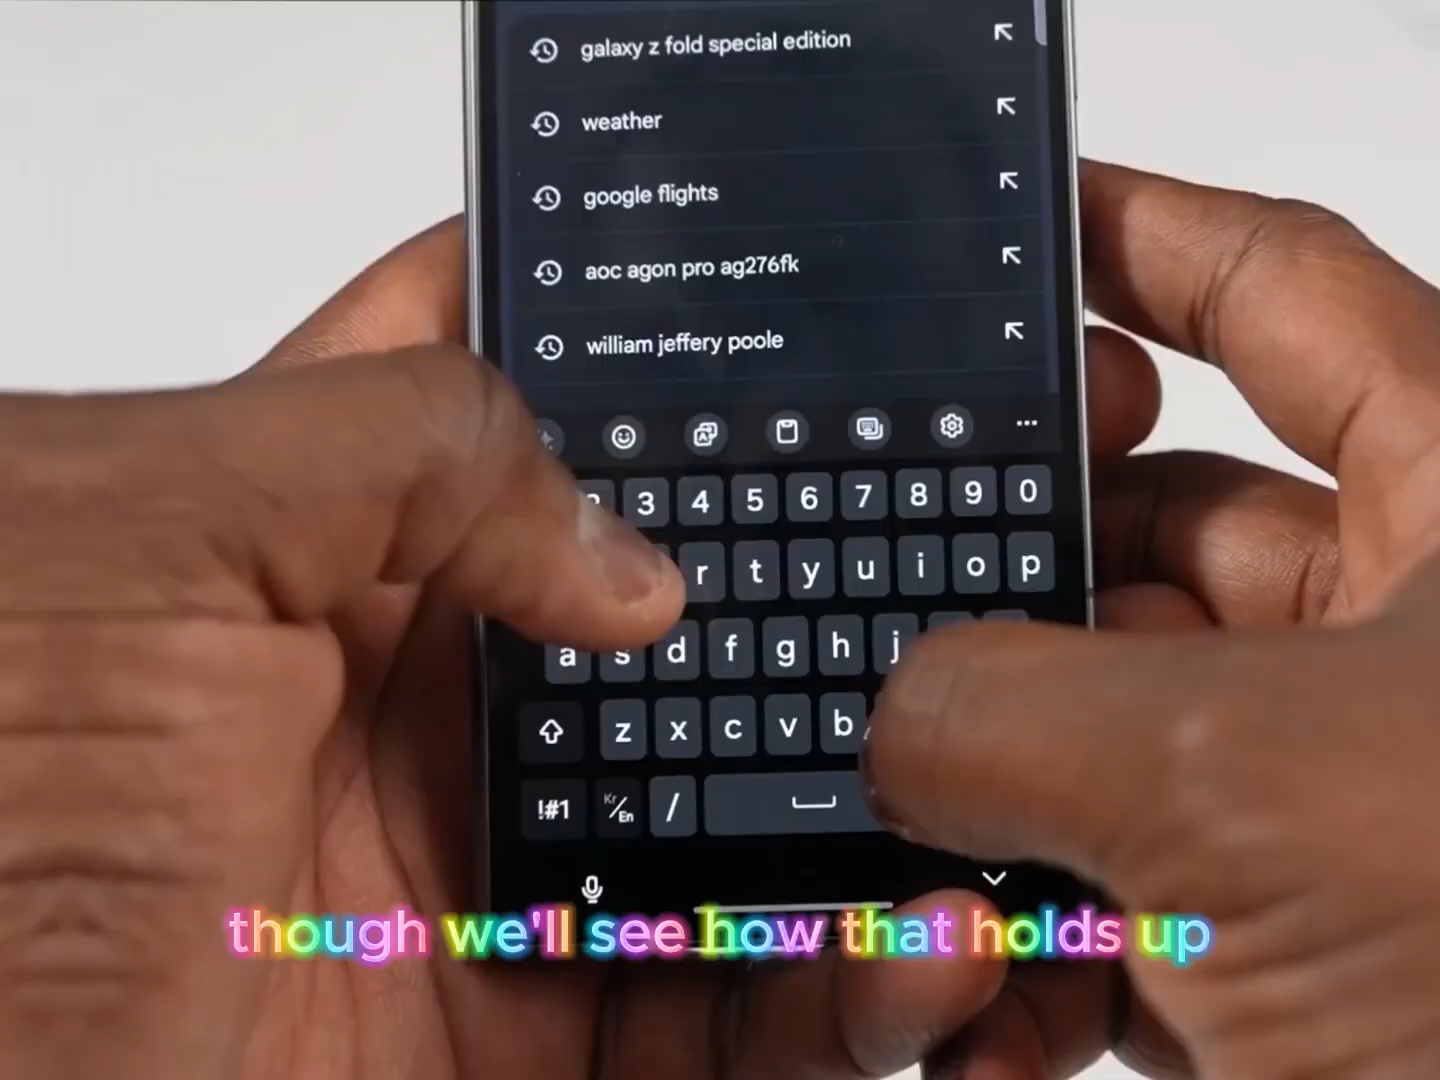 galaxy z fold special edition
weather
google flights
aoc agon pro ag276fk
william jeffery poole
3 4 5 6 7 8 9 0
r t y u i o p
a s d f g h j
z x c v b
!#1 Kr/En /
though we'll see how that holds up